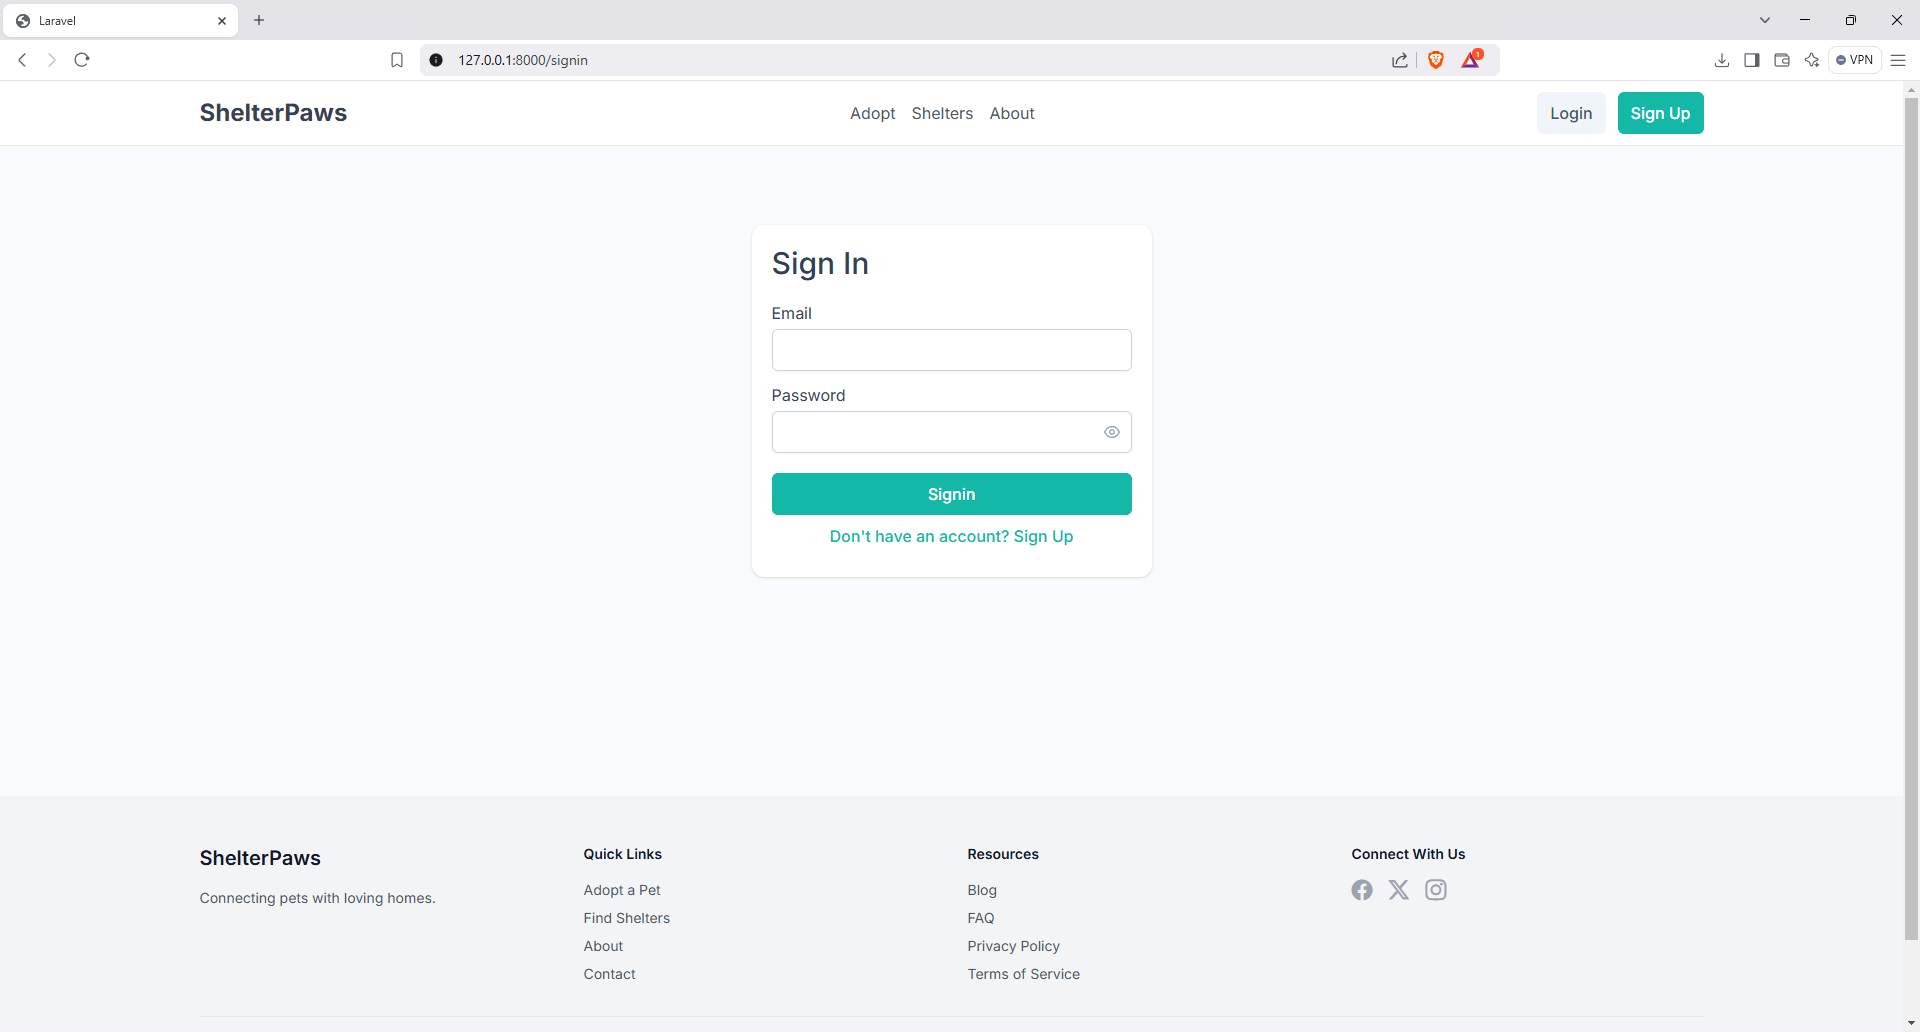 Laravel
127.0.0.1:8000/signin
1
VPN
ShelterPaws
Adopt Shelters About
Login Sign Up
Sign In
Email
Password
Signin
Don't have an account? Sign Up
ShelterPaws
Connecting pets with loving homes.
Quick Links
Adopt a Pet
Find Shelters
About
Contact
Resources
Blog
FAQ
Privacy Policy
Terms of Service
Connect With Us